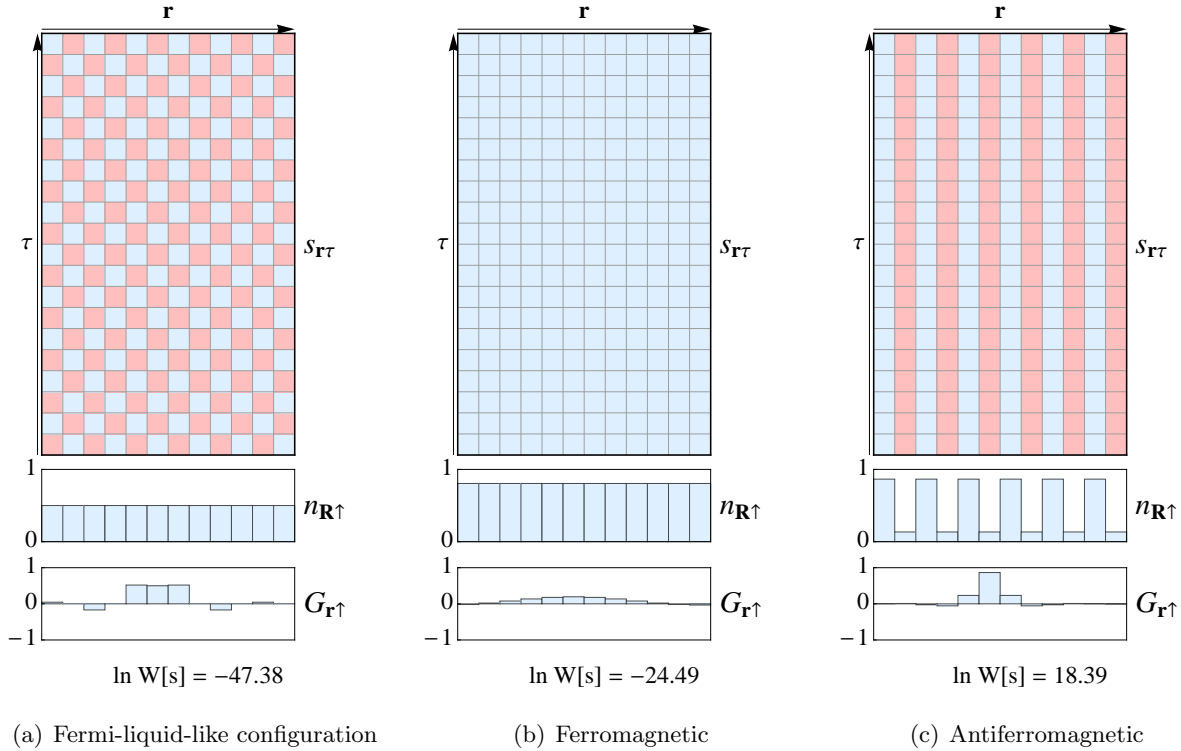 r
τ
s_rτ
1
0
n_R↑
1
−1
G_r↑
ln W[s] = −47.38
(a) Fermi-liquid-like configuration
r
τ
s_rτ
1
0
n_R↑
1
0
−1
G_r↑
ln W[s] = −24.49
(b) Ferromagnetic
r
τ
s_rτ
1
0
n_R↑
1
0
−1
G_r↑
ln W[s] = 18.39
(c) Antiferromagnetic